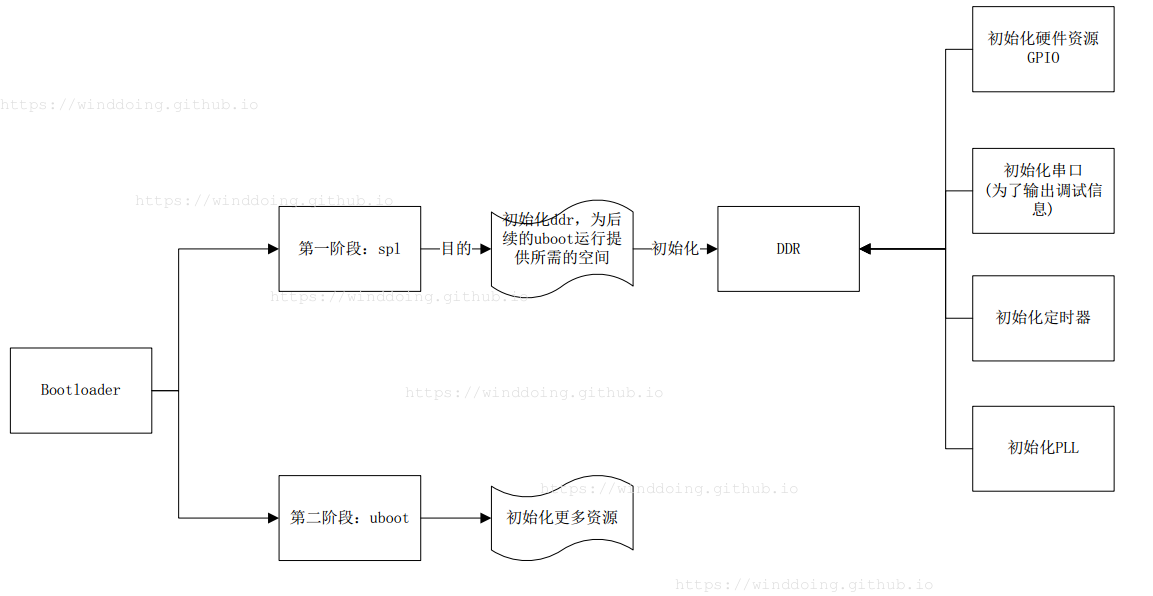 初始化硬件资源
GPIO
https://winddoing.github.io
初始化串口
(为了输出调试信
息)
https://winddoing.github.io
第一阶段：spl
目的
初始化ddr，为后
续的uboot运行提
供所需的空间
初始化
DDR
https://winddoing.github.io
初始化定时器
Bootloader
https://winddoing.github.io
初始化PLL
https://winddoing.github.io
第二阶段：uboot
初始化更多资源
https://winddoing.github.io